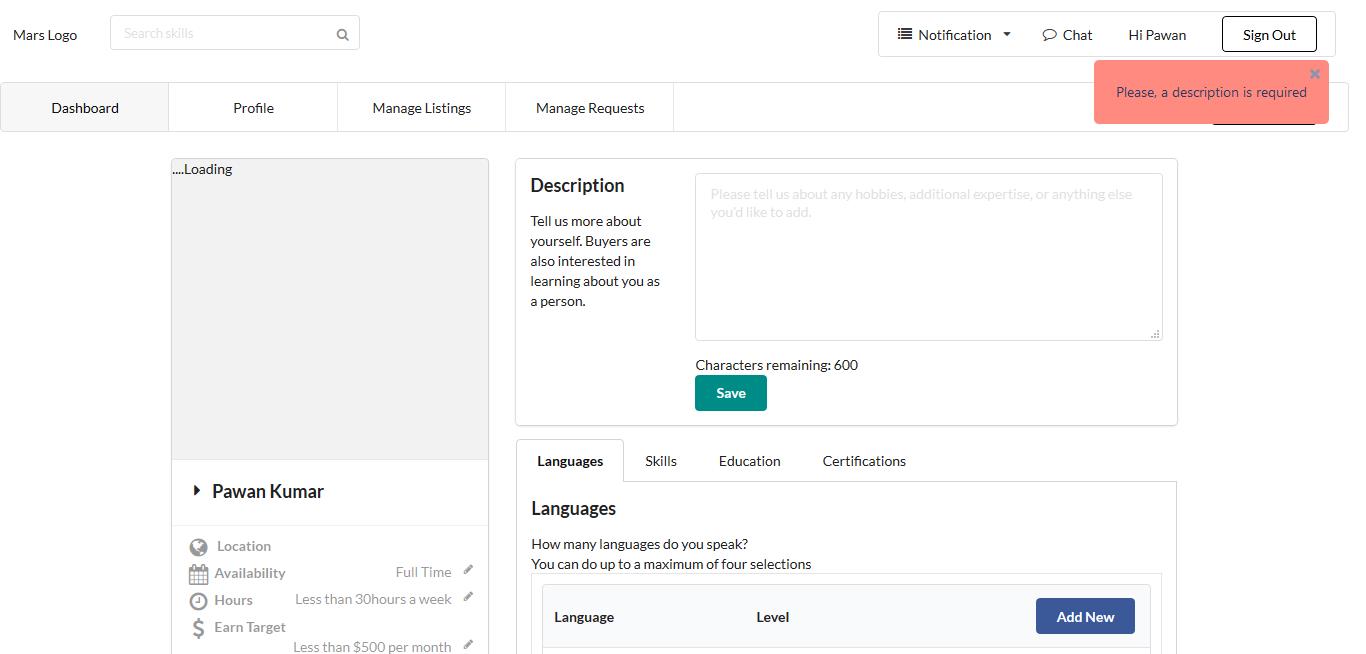 Mars Logo
Search skills
Notification
Chat
Hi Pawan
Sign Out
Please, a description is required
Dashboard
Profile
Manage Listings
Manage Requests
....Loading
Description
Tell us more about
yourself. Buyers are
also interested in
learning about you as
a person.
Please tell us about any hobbies, additional expertise, or anything else
you'd like to add.
Characters remaining: 600
Save
Pawan Kumar
Location
Availability
Full Time
Hours
Less than 30hours a week
Earn Target
Less than $500 per month
Languages
Skills
Education
Certifications
Languages
How many languages do you speak?
You can do up to a maximum of four selections
Language
Level
Add New